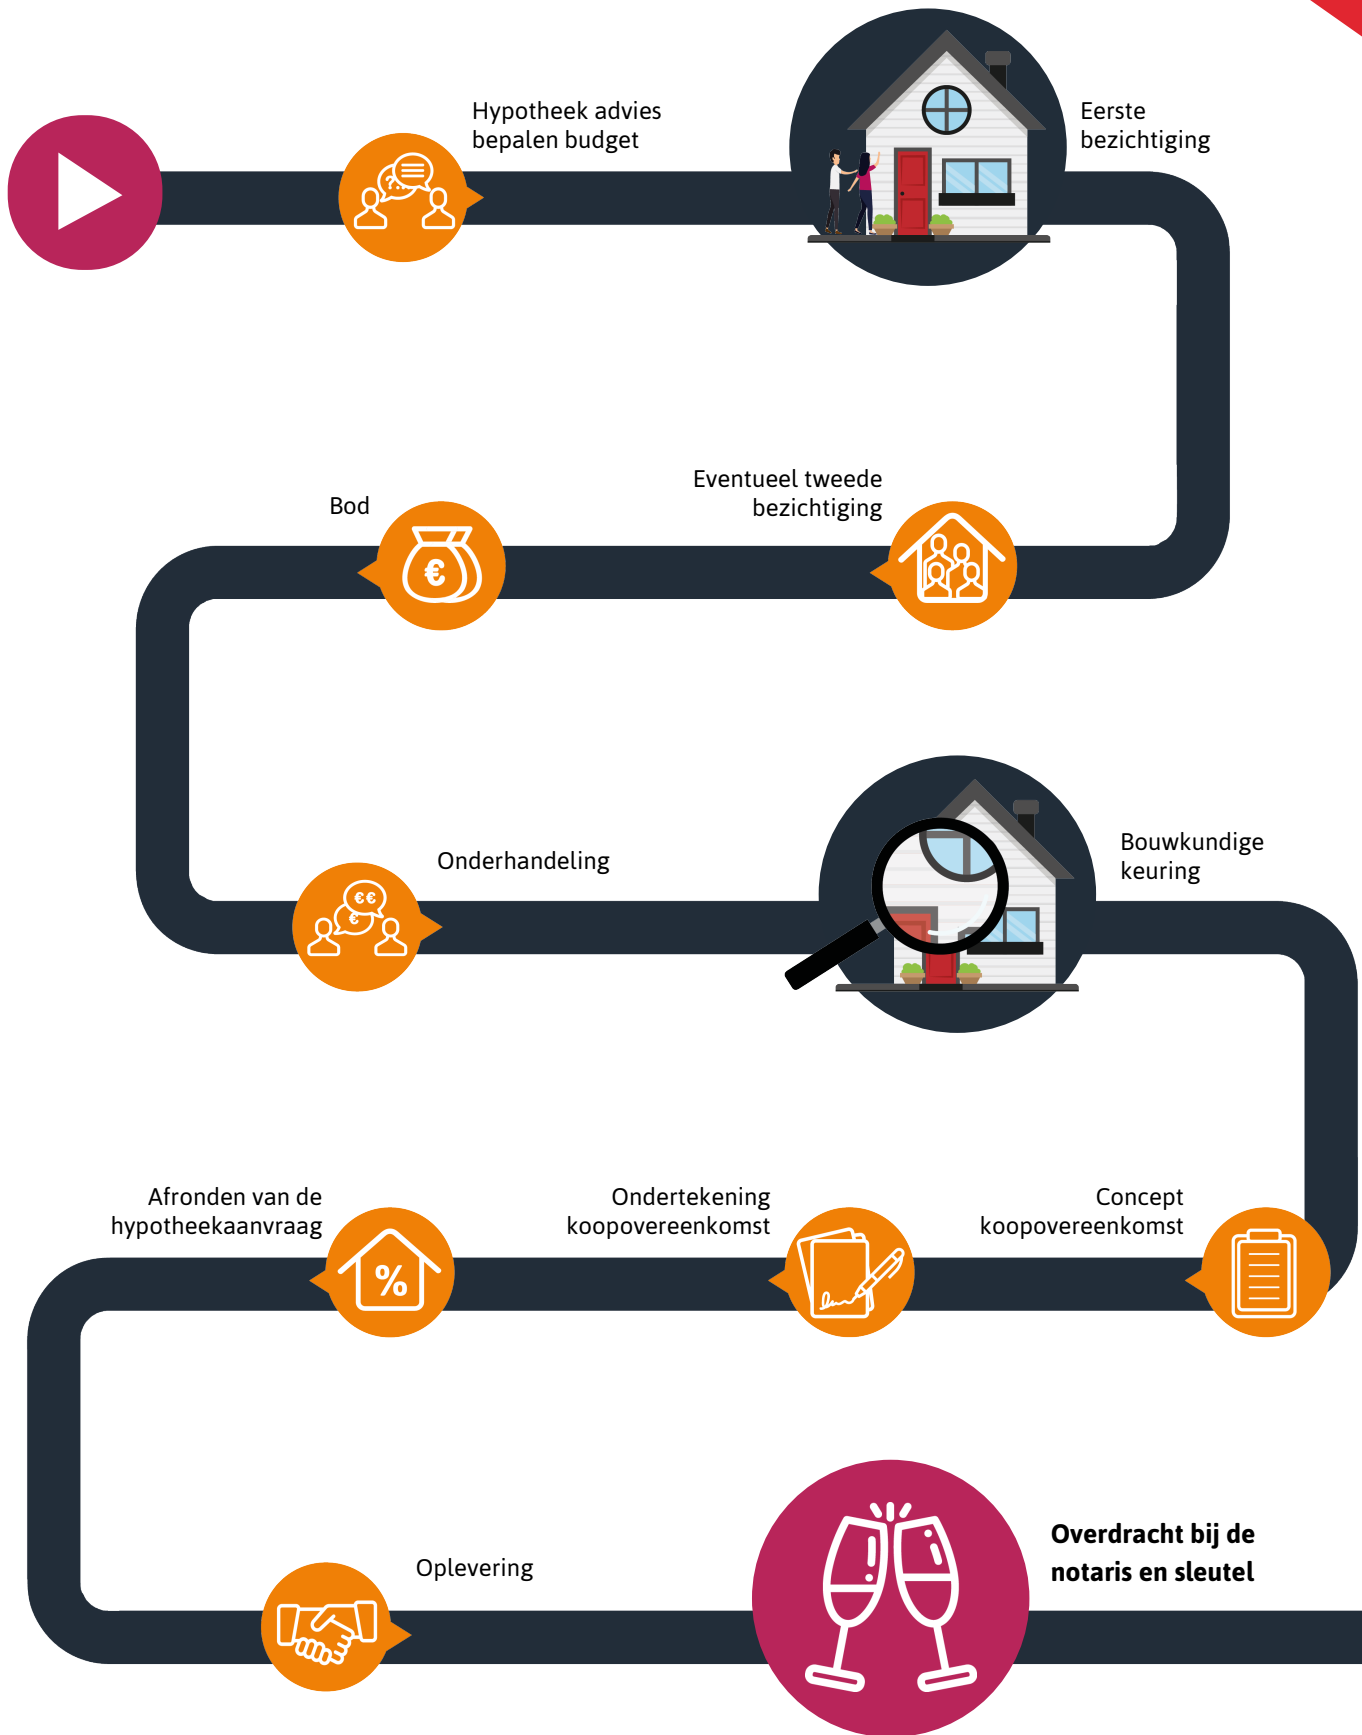 Hypotheek advies
bepalen budget
?...
Eerste
bezichtiging
Eventueel tweede
bezichtiging
Bod
€
Onderhandeling
€€
€
Bouwkundige
keuring
Concept
koopovereenkomst
Ondertekening
koopovereenkomst
Afronden van de
hypotheekaanvraag
%
Oplevering
Overdracht bij de
notaris en sleutel